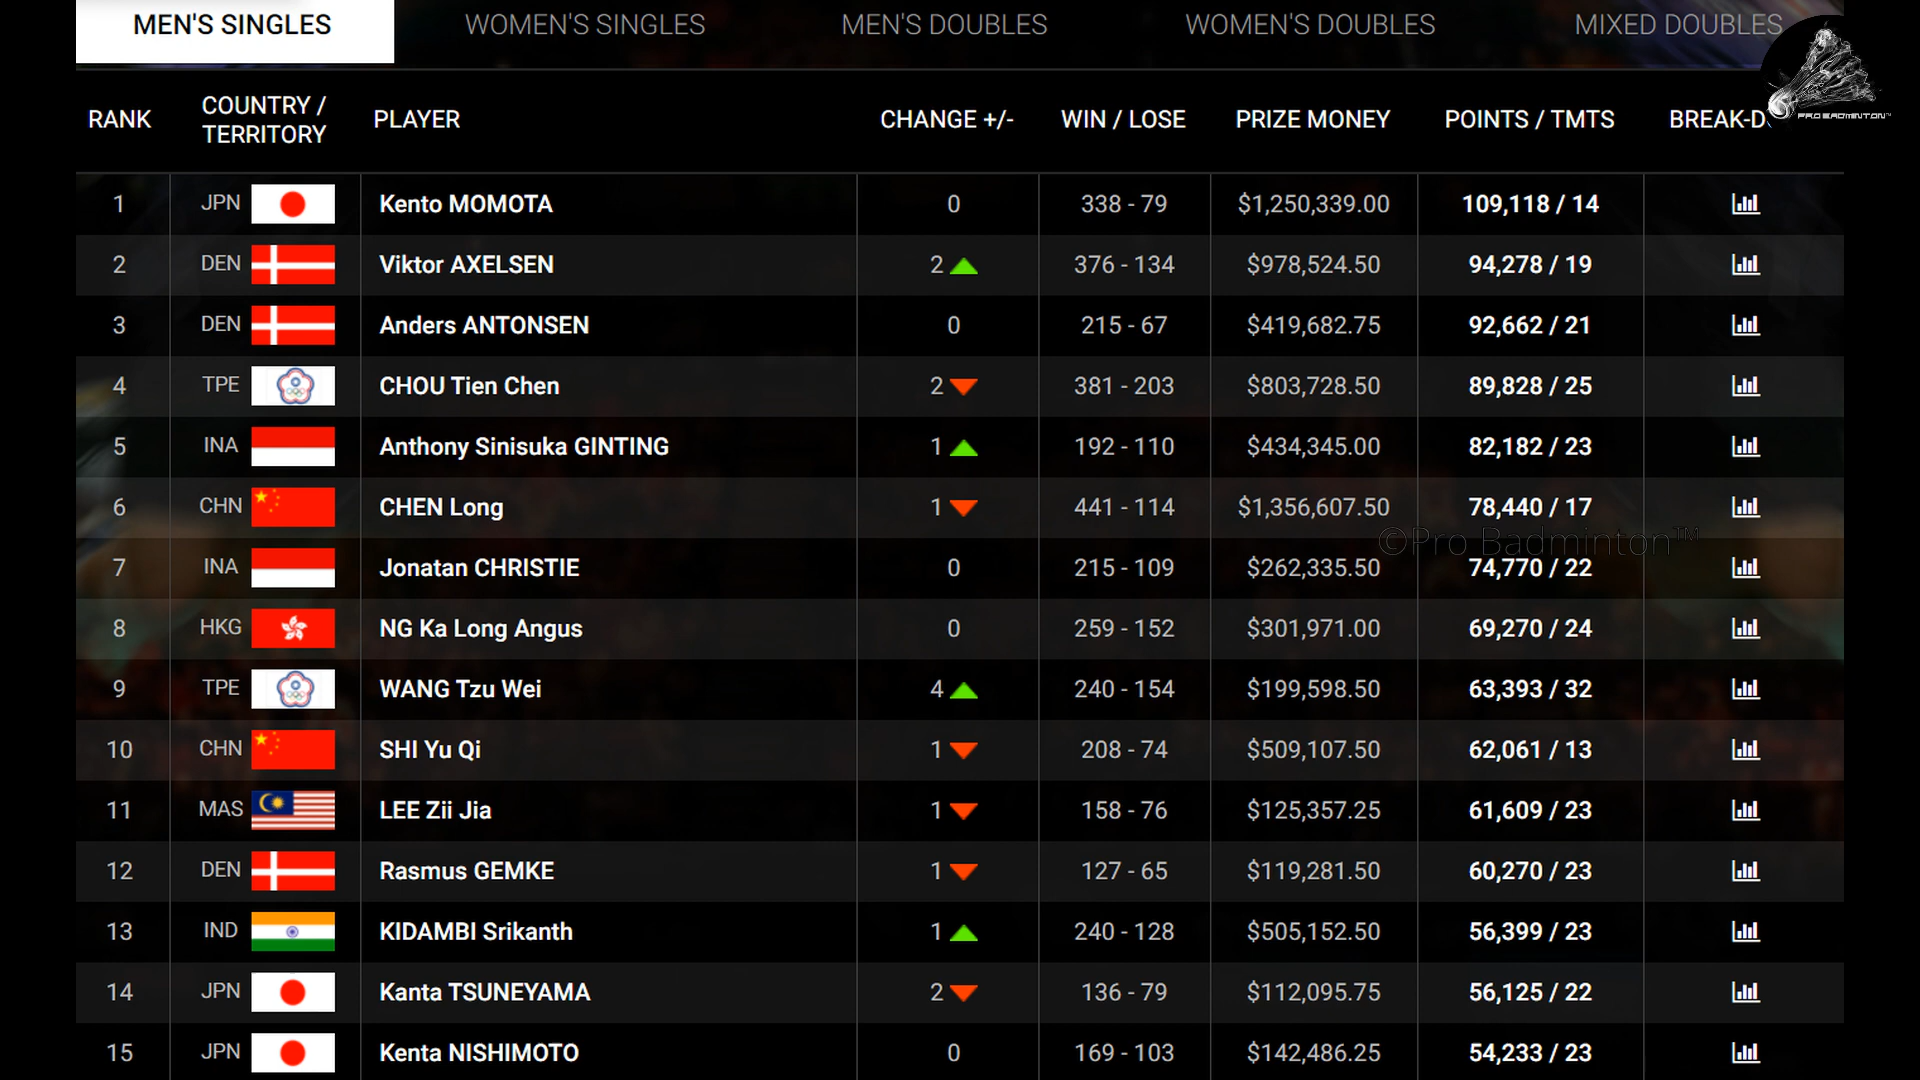 MEN'S SINGLES WOMEN'S SINGLES MEN'S DOUBLES WOMEN'S DOUBLES MIXED DOUBLES
RANK COUNTRY / TERRITORY PLAYER CHANGE +/- WIN / LOSE PRIZE MONEY POINTS / TMTS BREAK-D
PRO BADMINTON™
1 JPN Kento MOMOTA 0 338 - 79 $1,250,339.00 109,118 / 14
2 DEN Viktor AXELSEN 2 376 - 134 $978,524.50 94,278 / 19
3 DEN Anders ANTONSEN 0 215 - 67 $419,682.75 92,662 / 21
4 TPE CHOU Tien Chen 2 381 - 203 $803,728.50 89,828 / 25
5 INA Anthony Sinisuka GINTING 1 192 - 110 $434,345.00 82,182 / 23
6 CHN CHEN Long 1 441 - 114 $1,356,607.50 78,440 / 17
©Pro Badminton™
7 INA Jonatan CHRISTIE 0 215 - 109 $262,335.50 74,770 / 22
8 HKG NG Ka Long Angus 0 259 - 152 $301,971.00 69,270 / 24
9 TPE WANG Tzu Wei 4 240 - 154 $199,598.50 63,393 / 32
10 CHN SHI Yu Qi 1 208 - 74 $509,107.50 62,061 / 13
11 MAS LEE Zii Jia 1 158 - 76 $125,357.25 61,609 / 23
12 DEN Rasmus GEMKE 1 127 - 65 $119,281.50 60,270 / 23
13 IND KIDAMBI Srikanth 1 240 - 128 $505,152.50 56,399 / 23
14 JPN Kanta TSUNEYAMA 2 136 - 79 $112,095.75 56,125 / 22
15 JPN Kenta NISHIMOTO 0 169 - 103 $142,486.25 54,233 / 23